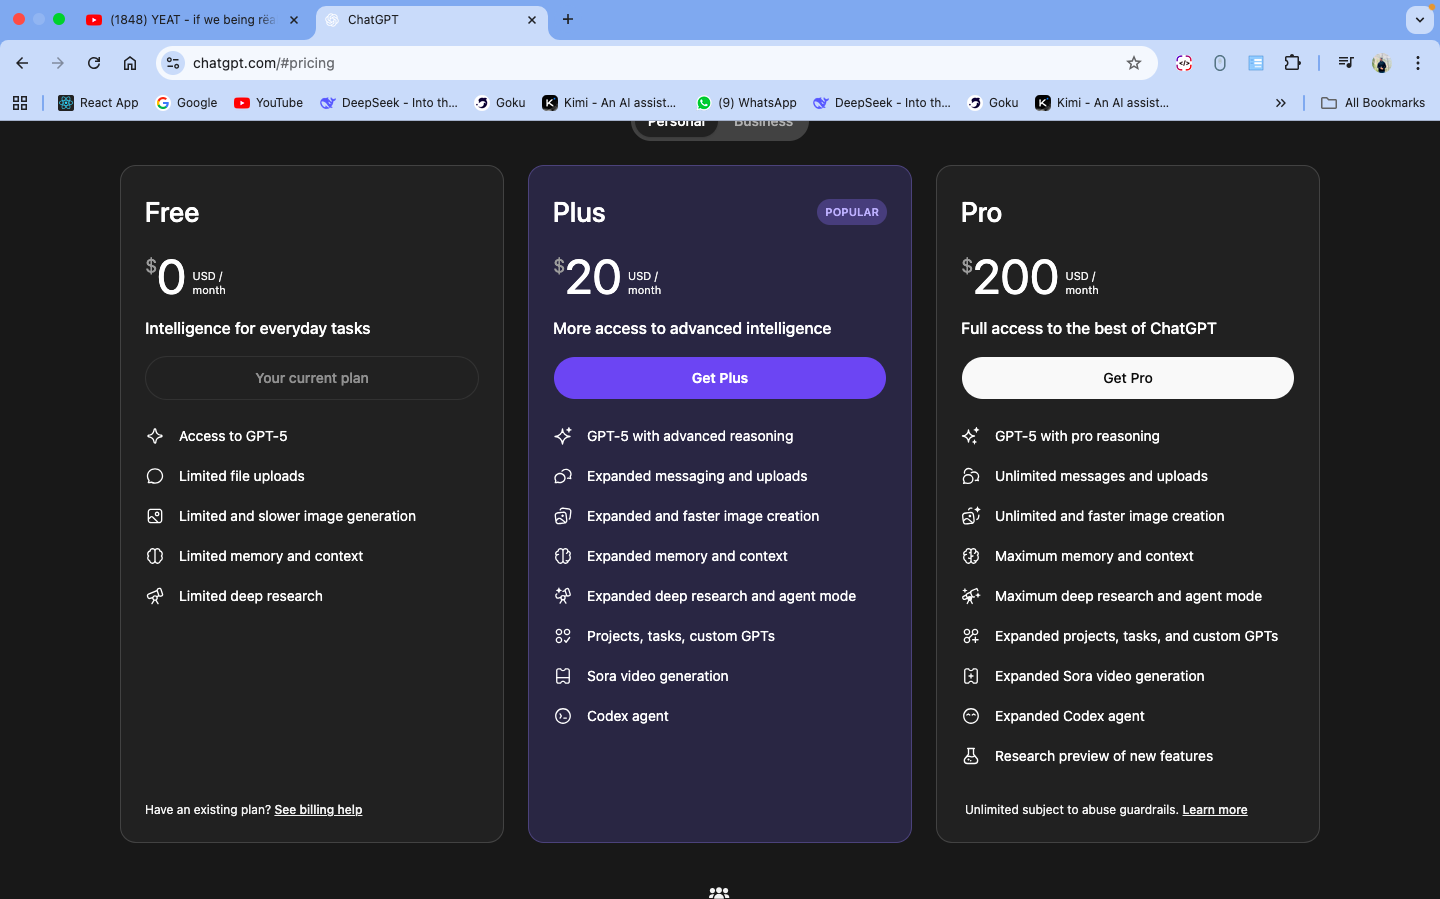 (1848) YEAT - if we being rëa
ChatGPT
chatgpt.com/#pricing
React App
Google
YouTube
DeepSeek - Into th...
Goku
Kimi - An AI assist...
(9) WhatsApp
DeepSeek - Into th...
Goku
Kimi - An AI assist...
All Bookmarks
Personal
Business
Free
$0 USD / month
Intelligence for everyday tasks
Your current plan
Access to GPT-5
Limited file uploads
Limited and slower image generation
Limited memory and context
Limited deep research
Have an existing plan? See billing help
Plus
POPULAR
$20 USD / month
More access to advanced intelligence
Get Plus
GPT-5 with advanced reasoning
Expanded messaging and uploads
Expanded and faster image creation
Expanded memory and context
Expanded deep research and agent mode
Projects, tasks, custom GPTs
Sora video generation
Codex agent
Pro
$200 USD / month
Full access to the best of ChatGPT
Get Pro
GPT-5 with pro reasoning
Unlimited messages and uploads
Unlimited and faster image creation
Maximum memory and context
Maximum deep research and agent mode
Expanded projects, tasks, and custom GPTs
Expanded Sora video generation
Expanded Codex agent
Research preview of new features
Unlimited subject to abuse guardrails. Learn more